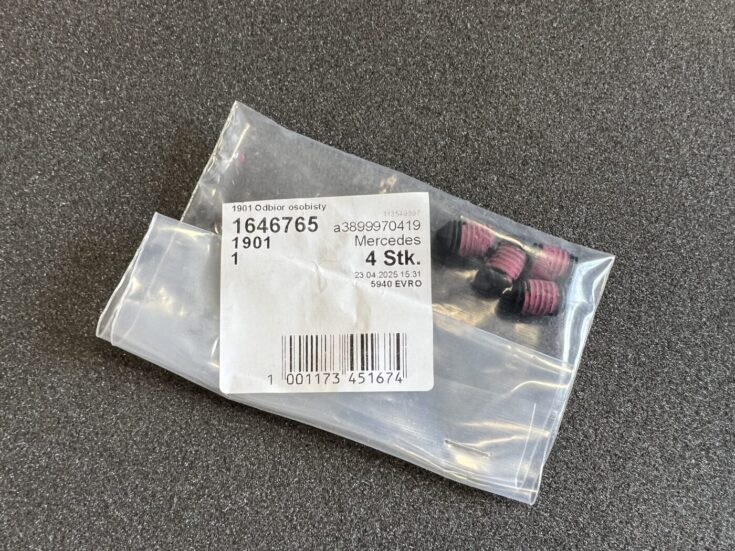 1901 Odbior osobisty
1646765 a3899970419
1901 Mercedes
1 4 Stk.
23.04.2025 15:31
5940 EVRO
1 001173 451674